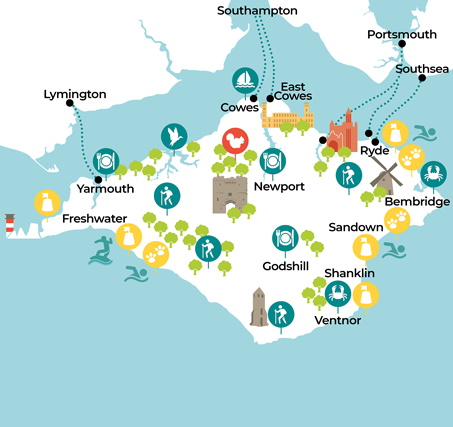 Southampton
Portsmouth
Southsea
Lymington
East
Cowes
Cowes
Ryde
Yarmouth
Newport
Bembridge
Freshwater
Sandown
Godshill
Shanklin
Ventnor